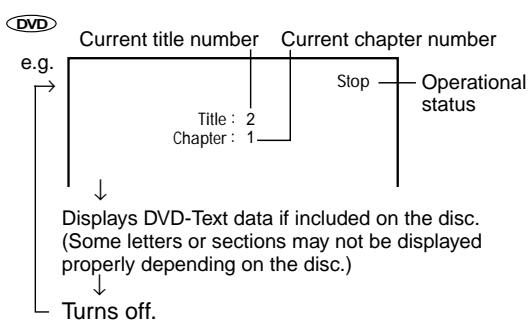 DVD
Current title number Current chapter number
e.g.
Stop
Operational
status
Title : 2
Chapter : 1
Displays DVD-Text data if included on the disc.
(Some letters or sections may not be displayed
properly depending on the disc.)
Turns off.